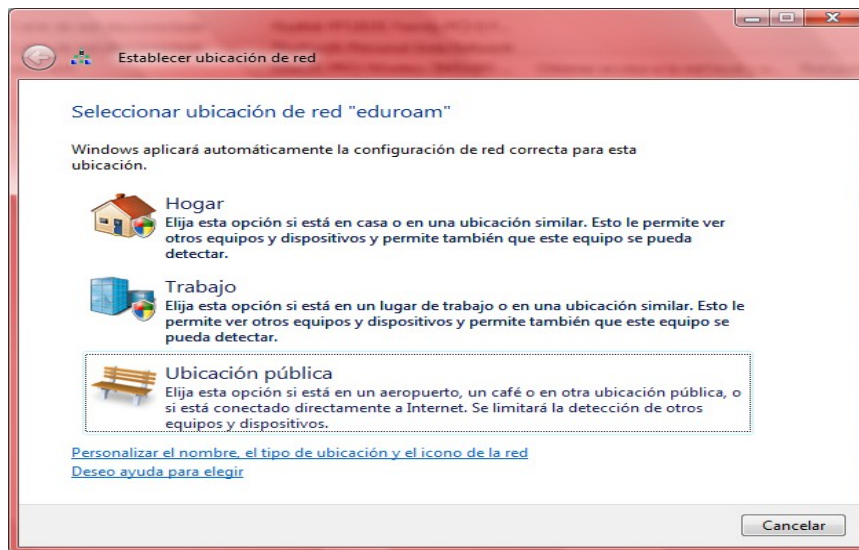 Establecer ubicación de red
Seleccionar ubicación de red "eduroam"
Windows aplicará automáticamente la configuración de red correcta para esta
ubicación.
Hogar
Elija esta opción si está en casa o en una ubicación similar. Esto le permite ver
otros equipos y dispositivos y permite también que este equipo se pueda
detectar.
Trabajo
Elija esta opción si está en un lugar de trabajo o en una ubicación similar. Esto le
permite ver otros equipos y dispositivos y permite también que este equipo se
pueda detectar.
Ubicación pública
Elija esta opción si está en un aeropuerto, un café o en otra ubicación pública, o
si está conectado directamente a Internet. Se limitará la detección de otros
equipos y dispositivos.
Personalizar el nombre, el tipo de ubicación y el icono de la red
Deseo ayuda para elegir
Cancelar